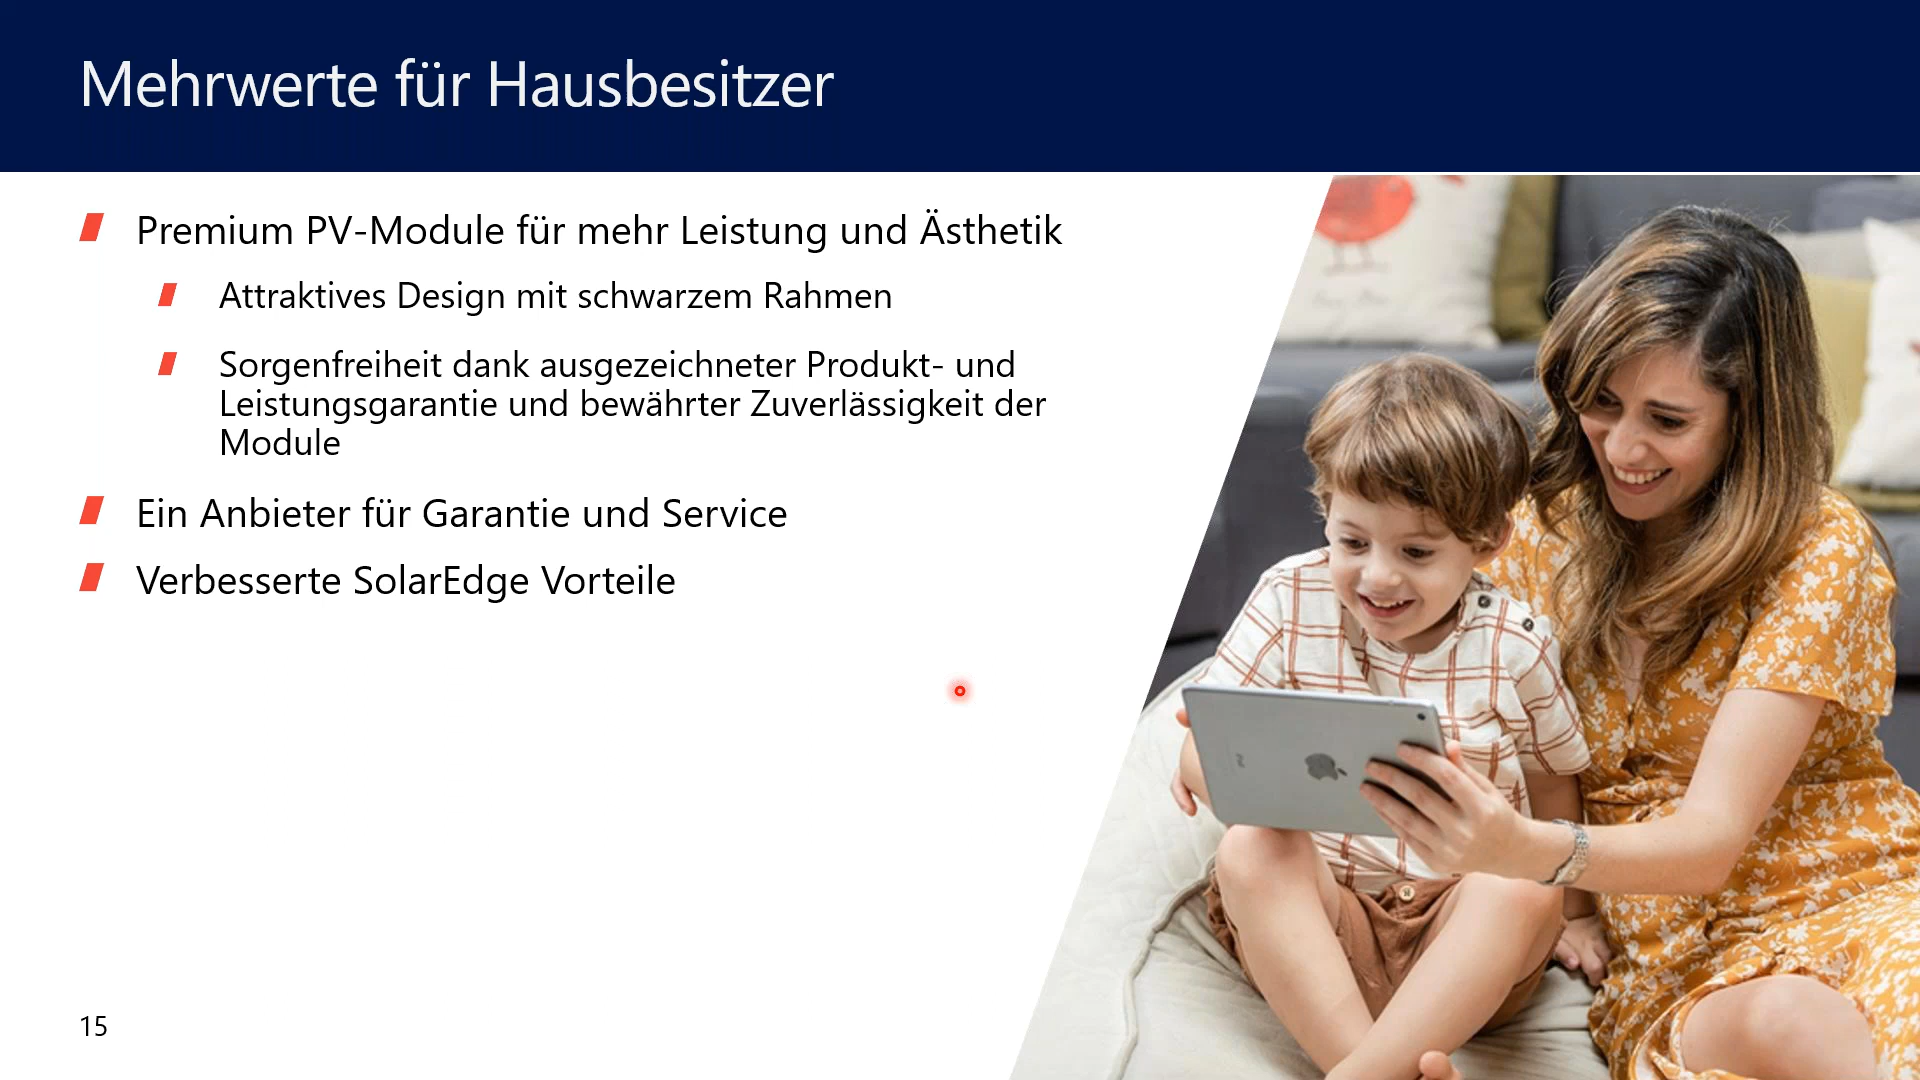 Mehrwerte für Hausbesitzer
Premium PV-Module für mehr Leistung und Ästhetik
Attraktives Design mit schwarzem Rahmen
Sorgenfreiheit dank ausgezeichneter Produkt- und
Leistungsgarantie und bewährter Zuverlässigkeit der
Module
Ein Anbieter für Garantie und Service
Verbesserte SolarEdge Vorteile
15